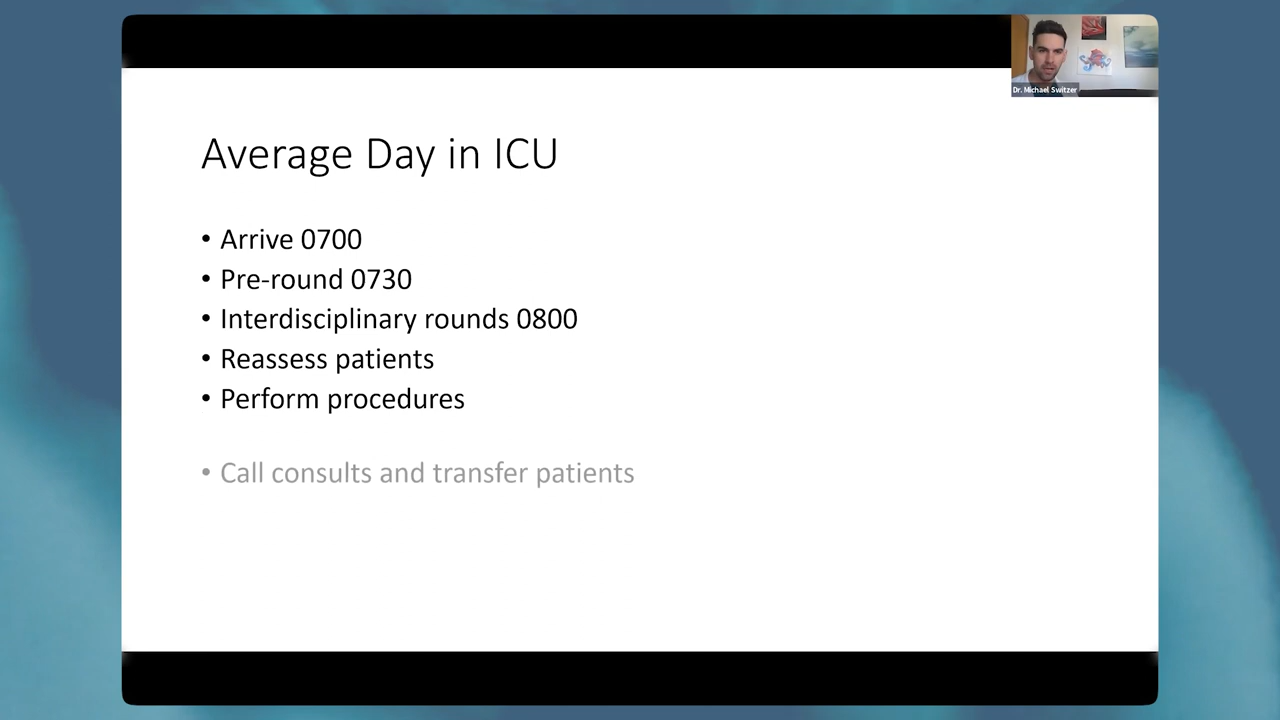 Dr. Michael Switzer
Average Day in ICU
• Arrive 0700
• Pre-round 0730
• Interdisciplinary rounds 0800
• Reassess patients
• Perform procedures
• Call consults and transfer patients